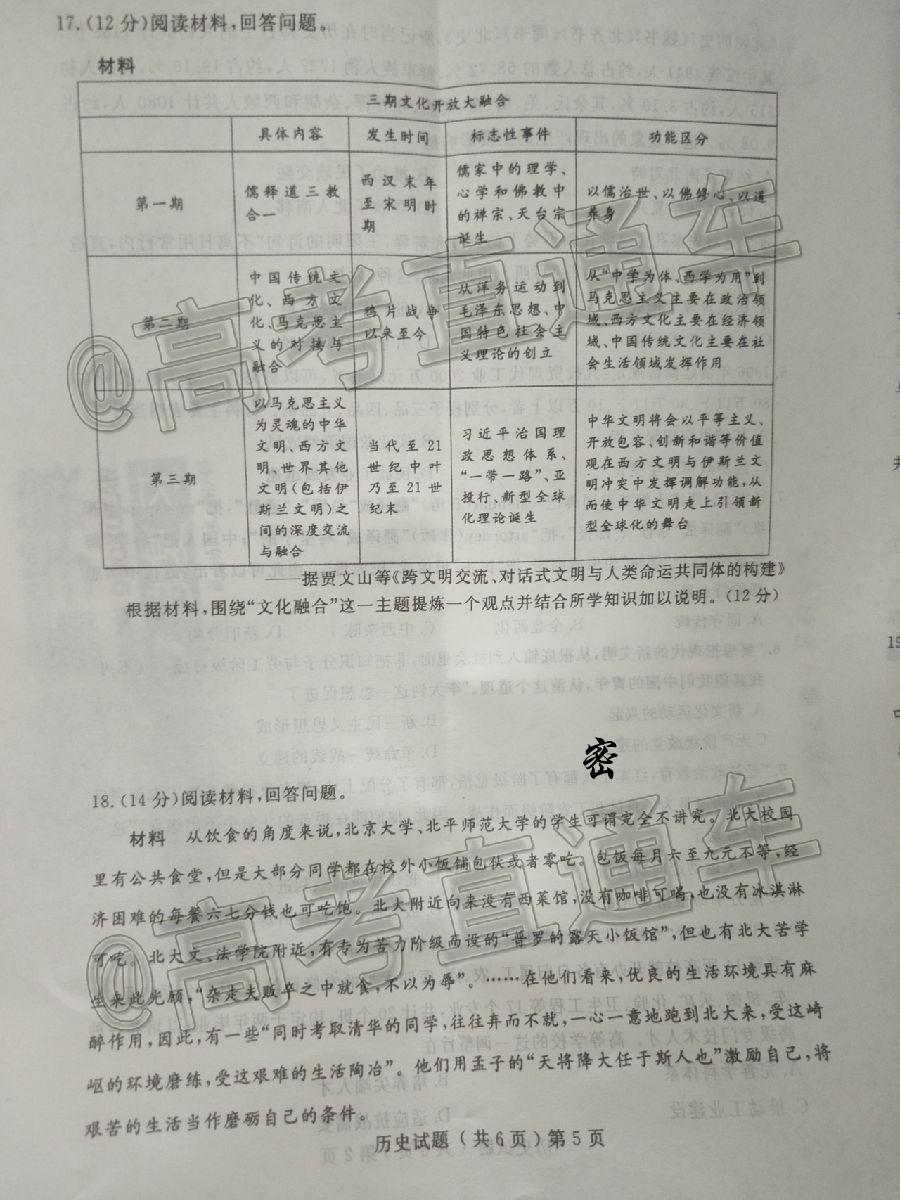 17.(12分)阅读材料,回答问题。
材料
三期文化开放大融合
具体内容 发生时间 标志性事件 功能区分
第一期
儒释道三教
合一
西汉末年
至宋明时
期
儒家中的理学、
心学和佛教中
的禅宗、天台宗
诞生
以儒治世、以佛修心、以道
养身
第二期
中国传统文
化、西方文
化、马克思主
义的对接与
融合
鸦片战争
以来至今
从洋务运动到
毛泽东思想、中
国特色社会主
义理论的创立
从“中学为体、西学为用”到
马克思主义主要在政治领
域、西方文化主要在经济领
域、中国传统文化主要在社
会生活领域发挥作用
第三期
以马克思主义
为灵魂的中华
文明、西方文
明、世界其他
文明(包括伊
斯兰文明)之
间的深度交流
与融合
当代至21
世纪中叶
乃至21世
纪末
习近平治国理
政思想体系、
“一带一路”、亚
投行、新型全球
化理论诞生
中华文明将会以平等主义、
开放包容、创新和谐等价值
观在西方文明与伊斯兰文
明冲突中发挥调解功能,从
而使中华文明走上引领新
型全球化的舞台
据贾文山等《跨文明交流、对话式文明与人类命运共同体的构建》
根据材料,围绕“文化融合”这一主题提炼一个观点并结合所学知识加以说明。(12分)
密
18.(14分)阅读材料,回答问题。
材料 从饮食的角度来说,北京大学、北平师范大学的学生可谓完全不讲究。北大校园
里有公共食堂,但是大部分同学都在校外小饭铺包伙或者零吃。包饭每月六至九元不等,经
济困难的每餐六七分钱也可吃饱。北大附近向来没有西菜馆,没有咖啡可喝,也没有冰淇淋
可吃。北大文、法学院附近,有专为苦力阶级而设的“普罗的露天小饭馆”,但也有北大苦学
生来此光顾,“杂走夫贩卒之中就食,不以为辱”。……在他们看来,优良的生活环境具有麻
醉作用,因此,有一些“同时考取清华的同学,往往弃而不就,一心一意地跑到北大来,受这崎
岖的环境磨练,受这艰难的生活陶冶”。他们用孟子的“天将降大任于斯人也”激励自己,将
艰苦的生活当作磨砺自己的条件。
历史试题(共6页)第5页
@高考直通车
@高考直通车